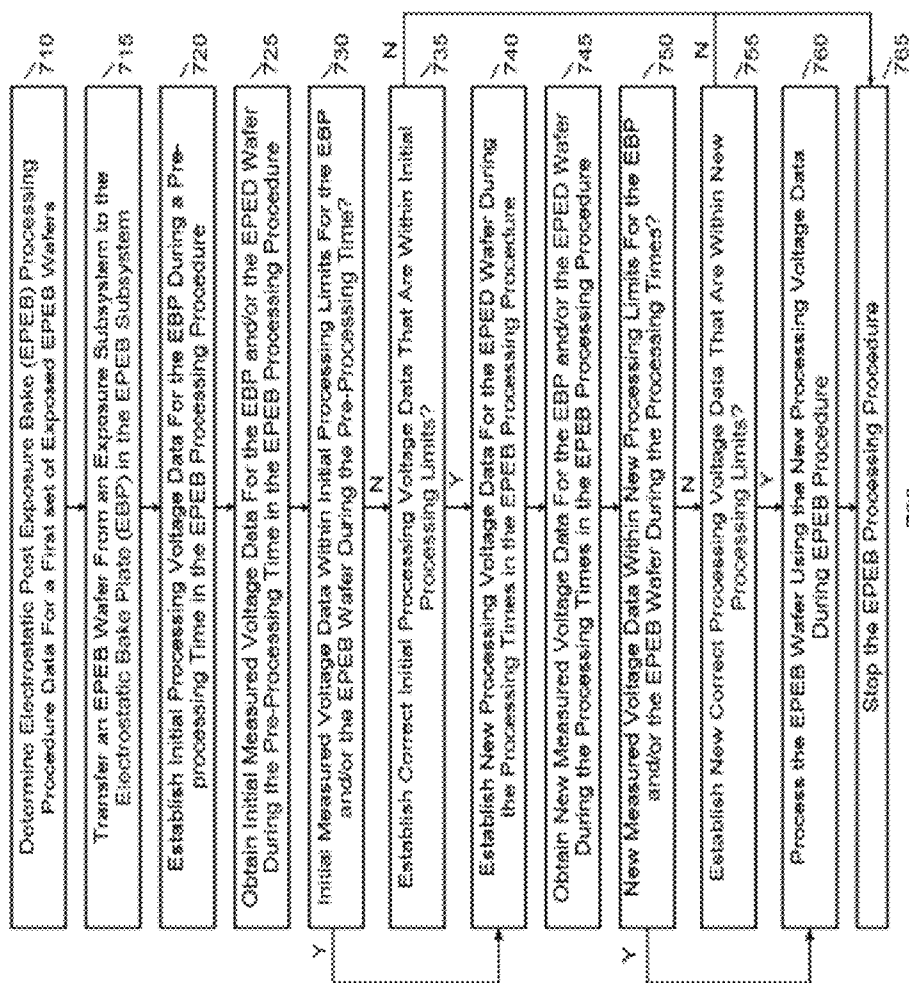 Determine Electrostatic Post Exposure Bake (EPEB) Processing
Procedure Data For a First set of Exposed EPEB Wafers
710
Transfer an EPEB Wafer From an Exposure Subsystem to the
Electrostatic Bake Plate (EBP) in the EPEB Subsystem
715
Establish Initial Processing Voltage Data For the EBP During a Pre-
processing Time in the EPEB Processing Procedure
720
Obtain Initial Measured Voltage Data For the EBP and/or the EPED Wafer
During the Pre-Processing Time in the EPEB Processing Procedure
725
Initial Measured Voltage Data Within Initial Processing Limits For the EBP
and/or the EPEB Wafer During the Pre-Processing Time?
730
Y
N
Establish Correct Initial Processing Voltage Data That Are Within Initial
Processing Limits?
735
N
Y
Establish New Processing Voltage Data For the EPED Wafer During
the Processing Times in the EPEB Processing Procedure
740
Obtain New Measured Voltage Data For the EBP and/or the EPED Wafer
During the Processing Times in the EPEB Processing Procedure
745
New Measured Voltage Data Within New Processing Limits For the EBP
and/or the EPEB Wafer During the Processing Times?
750
Y
N
Establish New Correct Processing Voltage Data That Are Within New
Processing Limits?
755
N
Y
Process the EPEB Wafer Using the New Processing Voltage Data
During EPEB Procedure
760
Stop the EPEB Processing Procedure
765